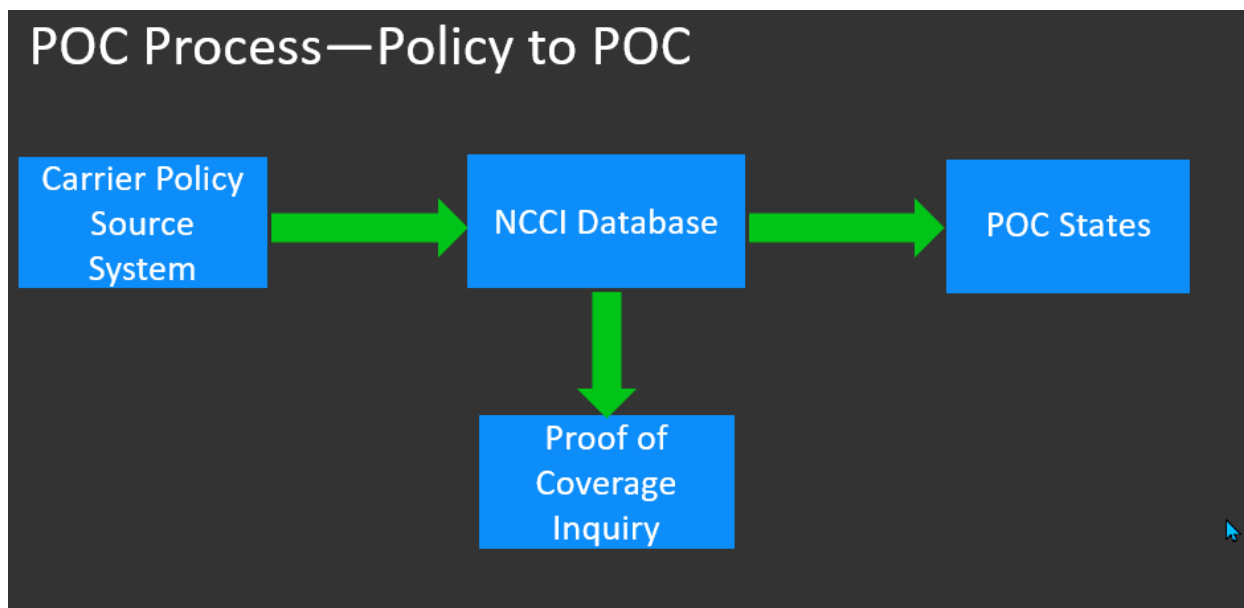 POC Process—Policy to POC
Carrier Policy
Source
System
NCCI Database
POC States
Proof of
Coverage
Inquiry